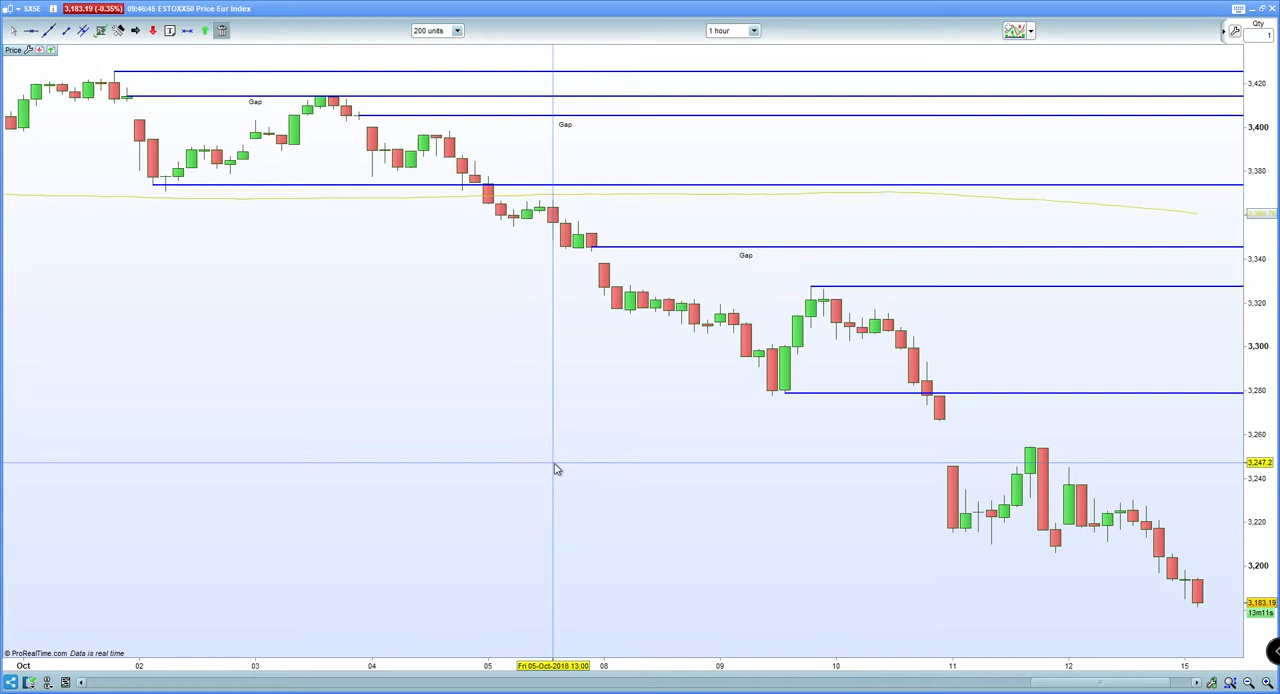 SX5E 3,183.19 (-0.35%) 09:46:45 ESTOXX50 Price Eur Index
200 units 1 hour Qty
1
Price
3,420
Gap
Gap
3,400
3,380
3,340
Gap
3,320
3,300
3,280
3,260
3,247.2
3,240
3,220
3,200
3,183.19
13m11s
© ProRealTime.com Data is real time
Oct 02 03 04 05 Fri 05-Oct-2018 13:00 08 09 10 11 12 15